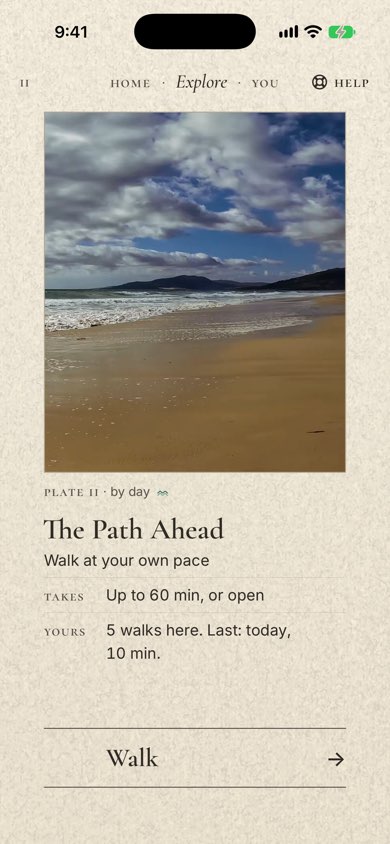 9:41
II
HOME · Explore · YOU
HELP
PLATE II · by day
The Path Ahead
Walk at your own pace
TAKES Up to 60 min, or open
YOURS 5 walks here. Last: today,
10 min.
Walk →